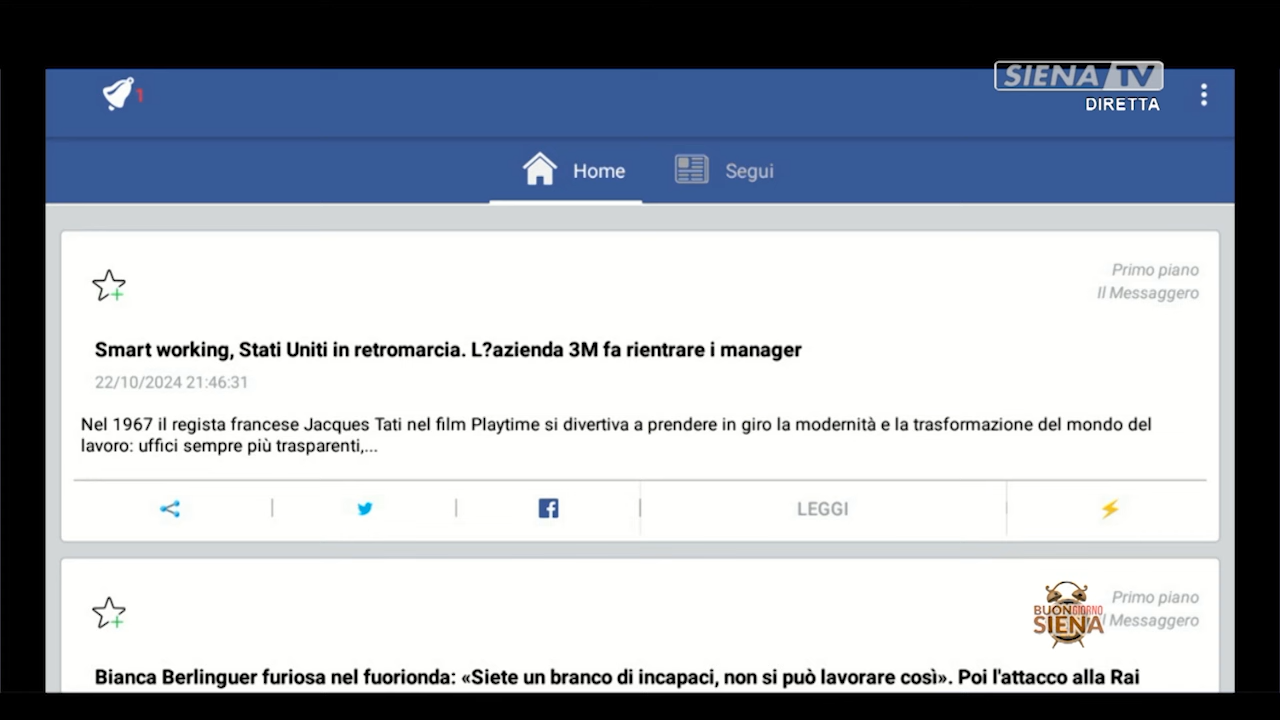 SIENA TV
DIRETTA
1
Home
Segui
Primo piano
Il Messaggero
Smart working, Stati Uniti in retromarcia. L?azienda 3M fa rientrare i manager
22/10/2024 21:46:31
Nel 1967 il regista francese Jacques Tati nel film Playtime si divertiva a prendere in giro la modernità e la trasformazione del mondo del
lavoro: uffici sempre più trasparenti,...
LEGGI
Primo piano
BUONGIORNO
SIENA
l Messaggero
Bianca Berlinguer furiosa nel fuorionda: «Siete un branco di incapaci, non si può lavorare così». Poi l'attacco alla Rai